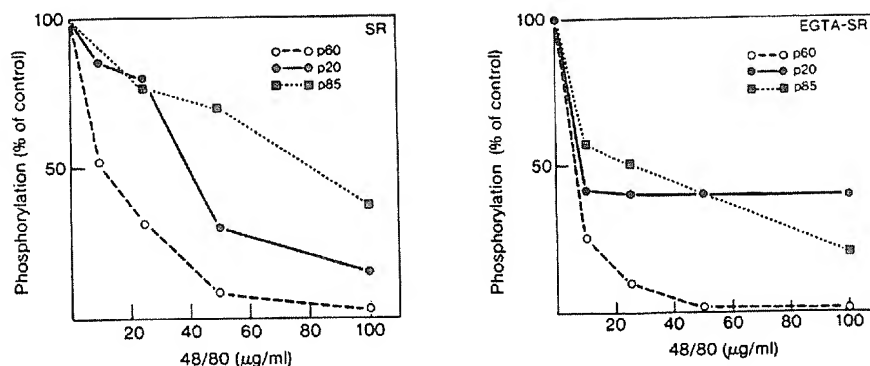 100
SR
p60
p20
p85
50
Phosphorylation (% of control)
20 40 60 80 100
48/80 (μg/ml)
100
EGTA-SR
p60
p20
p85
50
Phosphorylation (% of control)
20 40 60 80 100
48/80 (μg/ml)